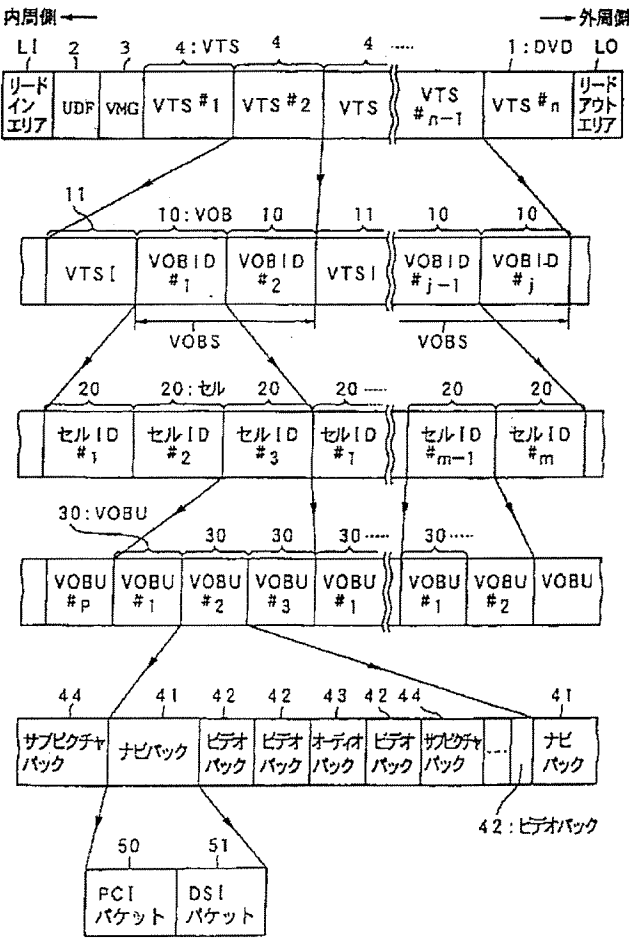 内周側 外周側
LI 2 3 4:VTS 4 4 ····· 1:DVD LO
リードインエリア UDF VMG VTS #1 VTS #2 VTS VTS #n-1 VTS #n リードアウトエリア
11 10:VOB 10 11 10 10
VTSI VOBID #1 VOBID #2 VTSI VOBID #j-1 VOBID #j
VOBS VOBS
20 20:セル 20 20 ····· 20 20
セルID #1 セルID #2 セルID #3 セルID #1 セルID #m-1 セルID #m
30:VOBU
30 30 30 ····· 30 ·····
VOBU #P VOBU #1 VOBU #2 VOBU #3 VOBU #1 VOBU #1 VOBU #2 VOBU
44 41 42 42 43 42 44 41
サブピクチャパック ナビパック ビデオパック ビデオパック オーディオパック ビデオパック サブピクチャパック ····· ナビパック
42:ビデオパック
50 51
PCIパケット DSIパケット